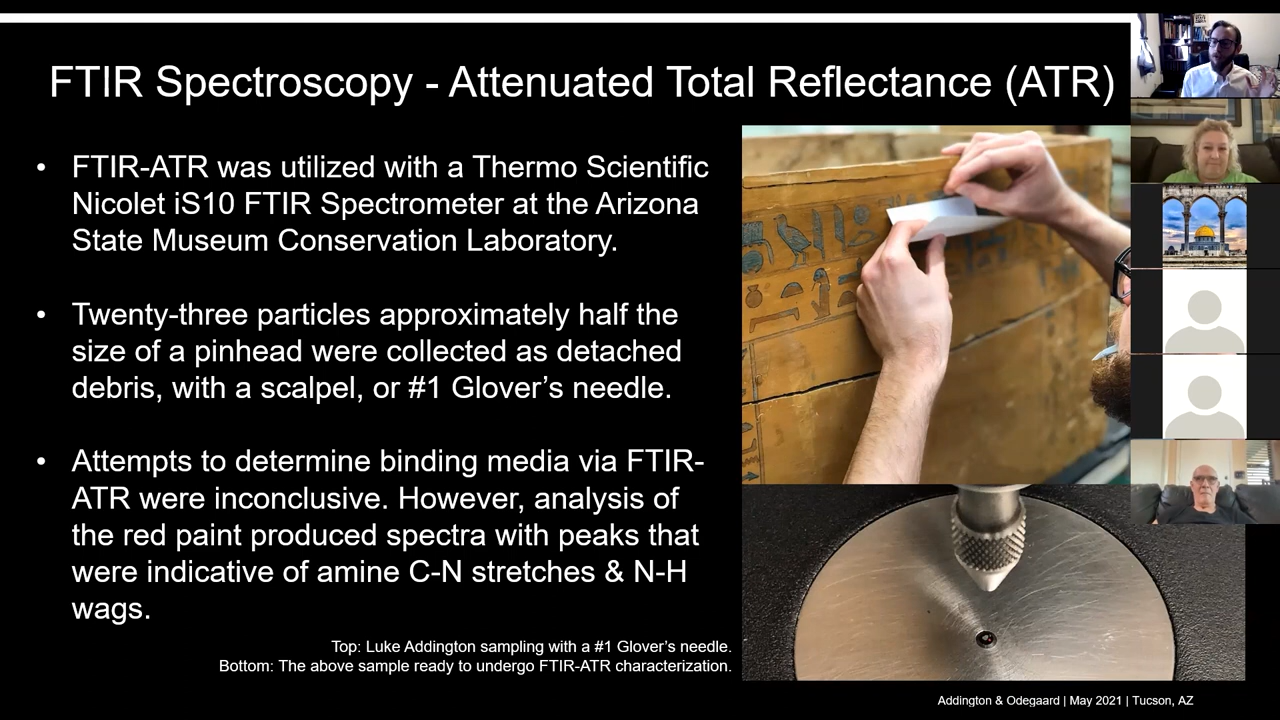 FTIR Spectroscopy - Attenuated Total Reflectance (ATR)
• FTIR-ATR was utilized with a Thermo Scientific
Nicolet iS10 FTIR Spectrometer at the Arizona
State Museum Conservation Laboratory.
• Twenty-three particles approximately half the
size of a pinhead were collected as detached
debris, with a scalpel, or #1 Glover’s needle.
• Attempts to determine binding media via FTIR-
ATR were inconclusive. However, analysis of
the red paint produced spectra with peaks that
were indicative of amine C-N stretches & N-H
wags.
Top: Luke Addington sampling with a #1 Glover’s needle.
Bottom: The above sample ready to undergo FTIR-ATR characterization.
Addington & Odegaard | May 2021 | Tucson, AZ